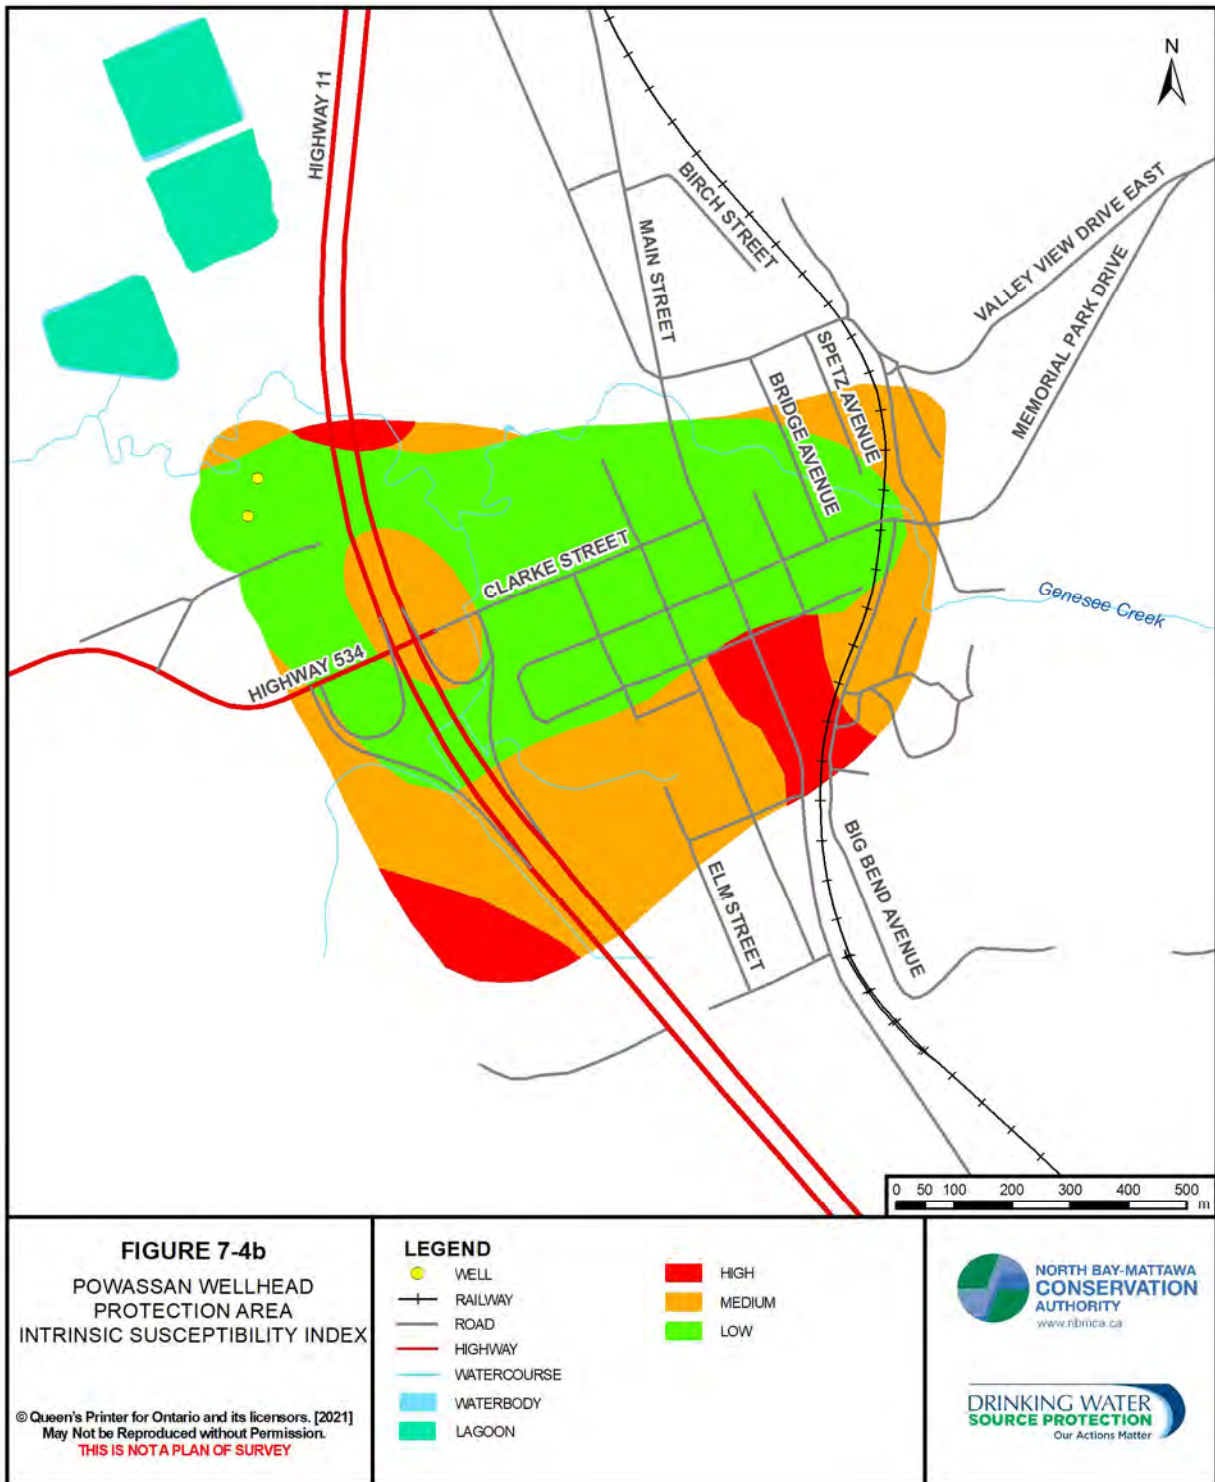 N
HIGHWAY 11
BIRCH STREET
MAIN STREET
VALLEY VIEW DRIVE EAST
MEMORIAL PARK DRIVE
SPETZ AVENUE
BRIDGE AVENUE
CLARKE STREET
Genesee Creek
HIGHWAY 534
ELM STREET
BIG BEND AVENUE
0 50 100 200 300 400 500
m
FIGURE 7-4b
POWASSAN WELLHEAD
PROTECTION AREA
INTRINSIC SUSCEPTIBILITY INDEX
© Queen's Printer for Ontario and its licensors. [2021]
May Not be Reproduced without Permission.
THIS IS NOT A PLAN OF SURVEY
LEGEND
WELL
RAILWAY
ROAD
HIGHWAY
WATERCOURSE
WATERBODY
LAGOON
HIGH
MEDIUM
LOW
NORTH BAY-MATTAWA
CONSERVATION
AUTHORITY
www.nbmca.ca
DRINKING WATER
SOURCE PROTECTION
Our Actions Matter